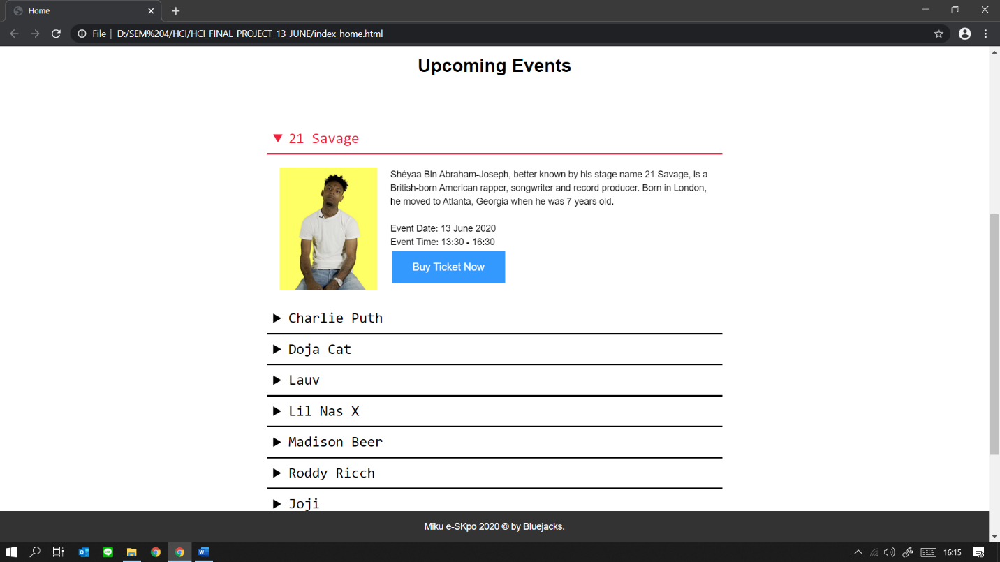 Home
File | D:/SEM%204/HCI/HCI_FINAL_PROJECT_13_JUNE/index_home.html
Upcoming Events
▼ 21 Savage
Shéyaa Bin Abraham-Joseph, better known by his stage name 21 Savage, is a
British-born American rapper, songwriter and record producer. Born in London,
he moved to Atlanta, Georgia when he was 7 years old.
Event Date: 13 June 2020
Event Time: 13:30 - 16:30
Buy Ticket Now
▶ Charlie Puth
▶ Doja Cat
▶ Lauv
▶ Lil Nas X
▶ Madison Beer
▶ Roddy Ricch
▶ Joji
Miku e-SKpo 2020 © by Bluejacks.
16:15